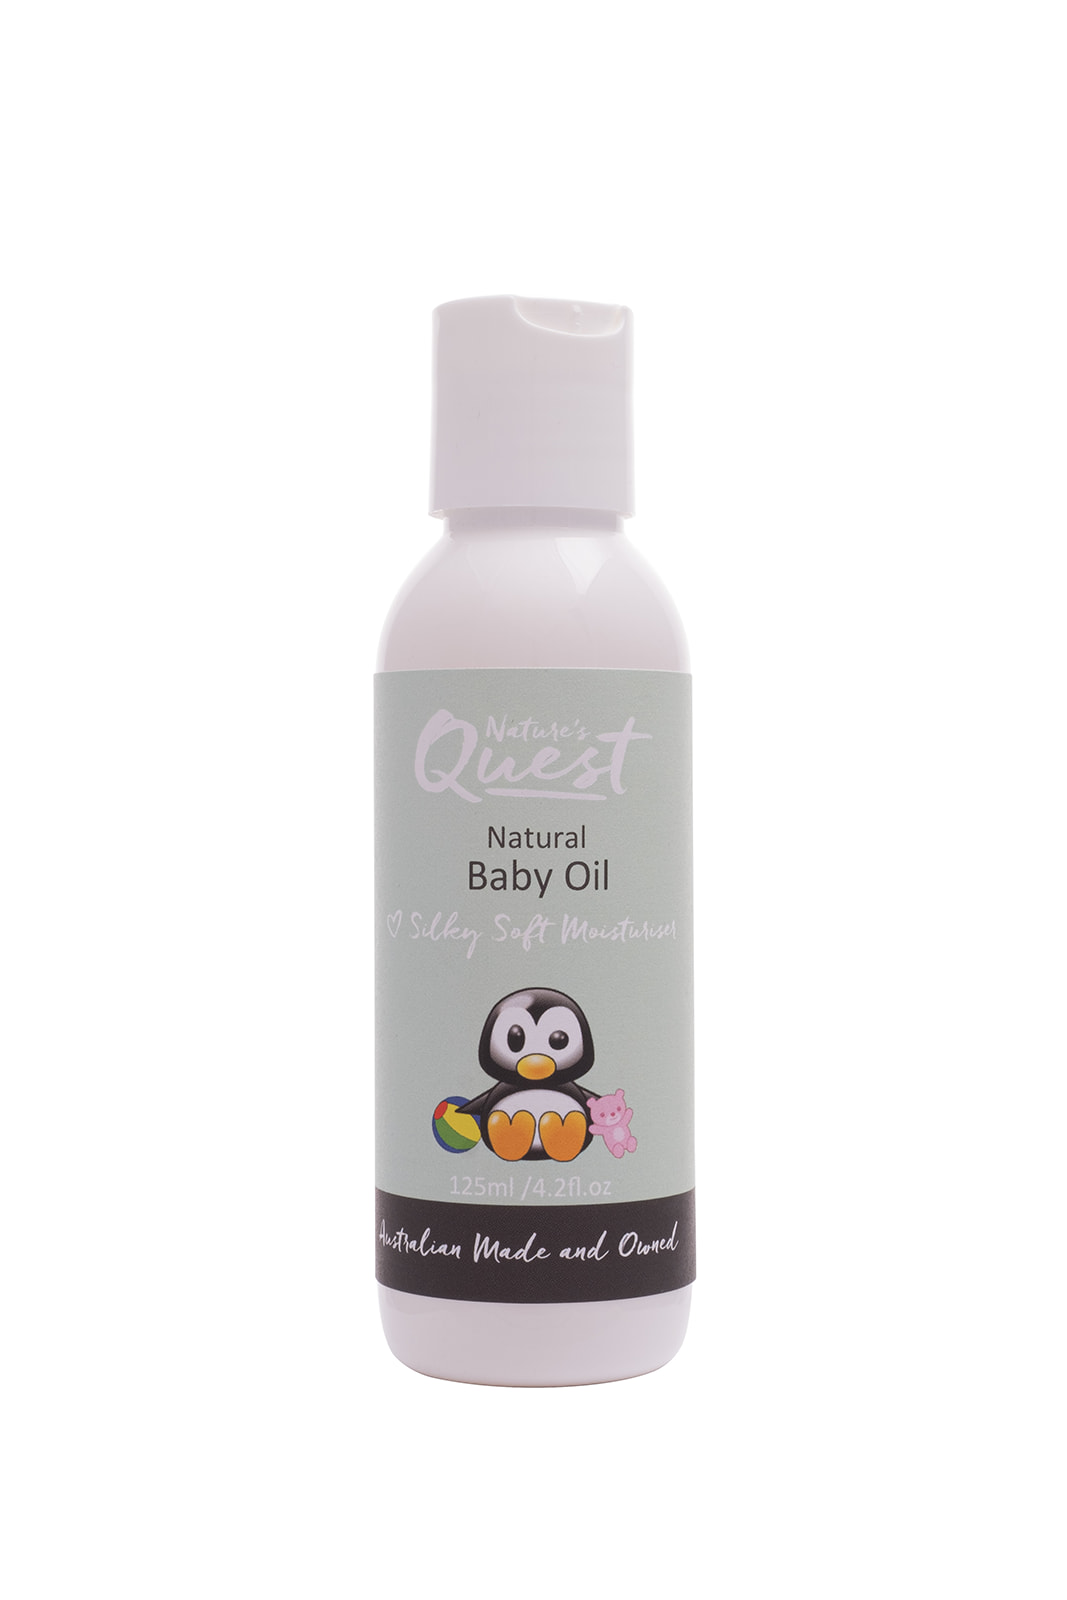 Nature's
Quest
Natural
Baby Oil
Silky Soft Moisturiser
125ml /4.2fl.oz
Australian Made and Owned